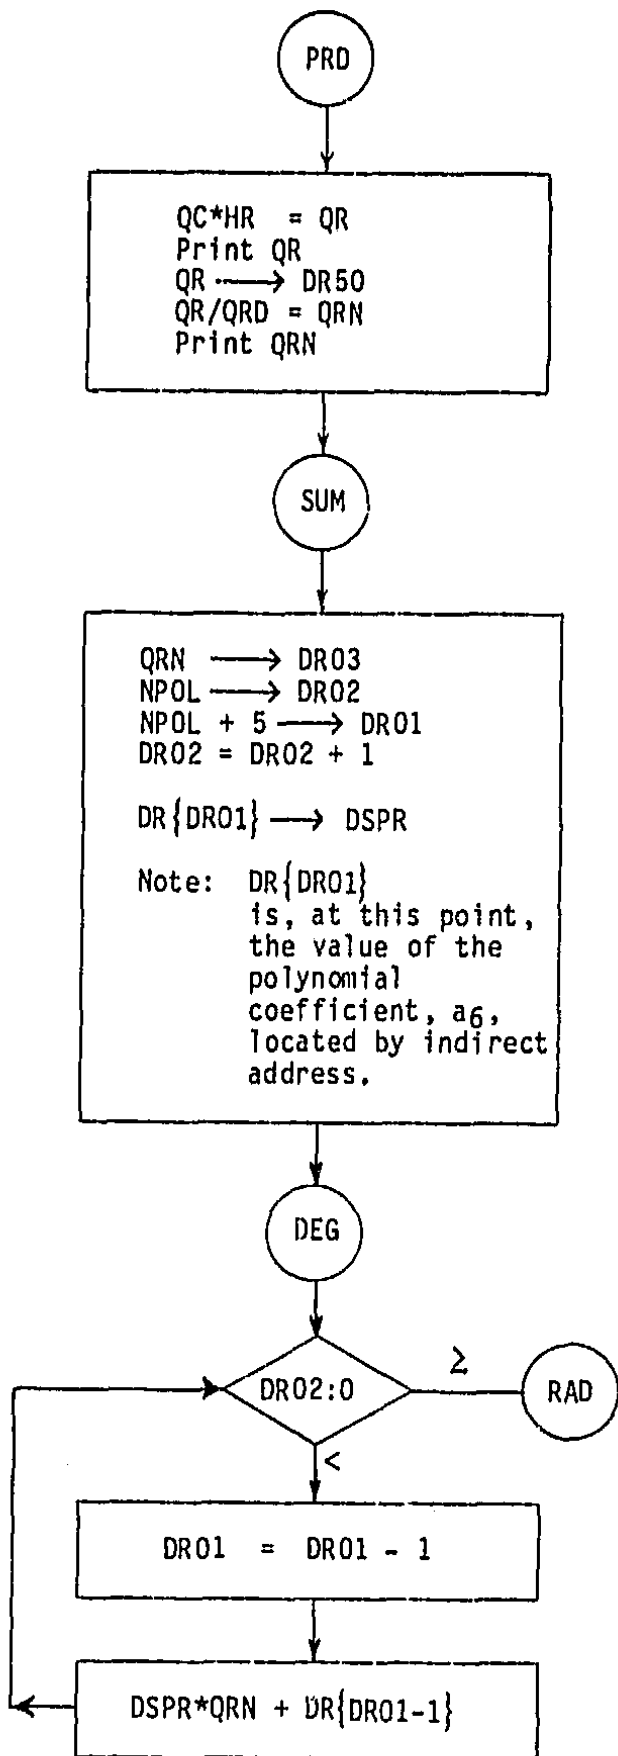 PRD
QC*HR = QR
Print QR
QR → DR50
QR/QRD = QRN
Print QRN
SUM
QRN → DR03
NPOL → DR02
NPOL + 5 → DR01
DR02 = DR02 + 1
DR{DR01} → DSPR
Note: DR{DR01}
is, at this point,
the value of the
polynomial
coefficient, a6,
located by indirect
address.
DEG
DR02:0
≥
RAD
<
DR01 = DR01 - 1
DSPR*QRN + DR{DR01-1}